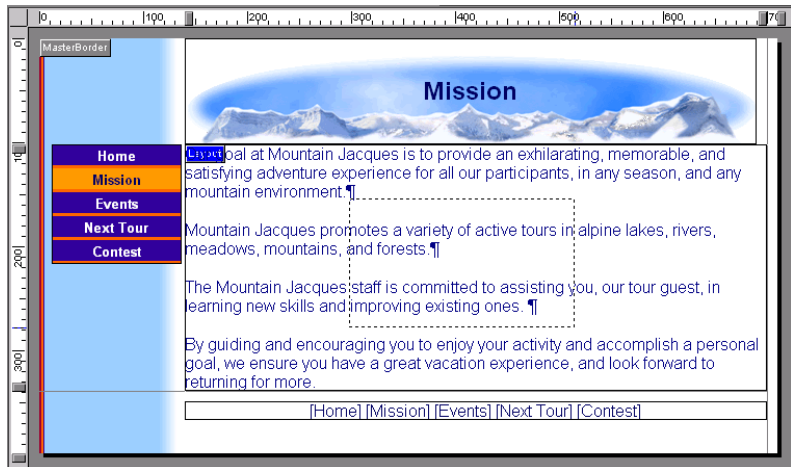 0 100 200 300 400 500 600 70
MasterBorder
Mission
Home
Mission
Events
Next Tour
Contest
Layout
oal at Mountain Jacques is to provide an exhilarating, memorable, and
satisfying adventure experience for all our participants, in any season, and any
mountain environment.¶
Mountain Jacques promotes a variety of active tours in alpine lakes, rivers,
meadows, mountains, and forests.¶
The Mountain Jacques staff is committed to assisting you, our tour guest, in
learning new skills and improving existing ones. ¶
By guiding and encouraging you to enjoy your activity and accomplish a personal
goal, we ensure you have a great vacation experience, and look forward to
returning for more.
[Home] [Mission] [Events] [Next Tour] [Contest]
0
200
300